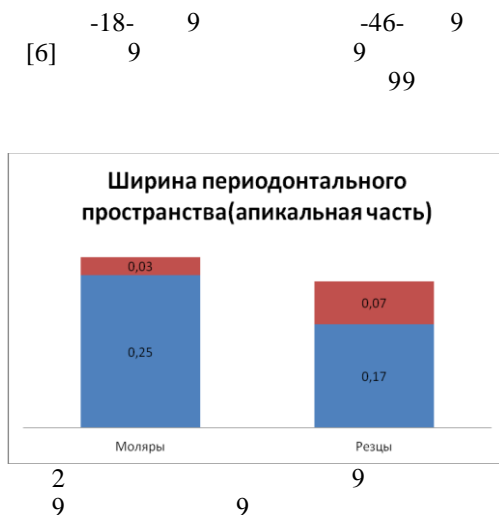 -18- 9 -46- 9
[6] 9 9
99
Ширина периодонтального
пространства(апикальная часть)
0,03
0,07
0,25
0,17
Моляры Резцы
2 9
9 9